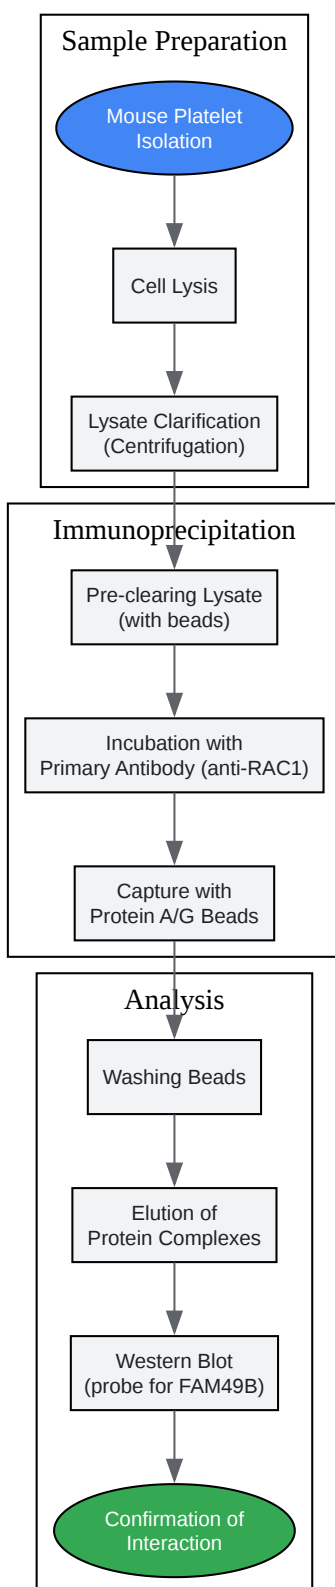 Sample Preparation
Mouse Platelet
Isolation
Cell Lysis
Lysate Clarification
(Centrifugation)
Immunoprecipitation
Pre-clearing Lysate
(with beads)
Incubation with
Primary Antibody (anti-RAC1)
Capture with
Protein A/G Beads
Analysis
Washing Beads
Elution of
Protein Complexes
Western Blot
(probe for FAM49B)
Confirmation of
Interaction